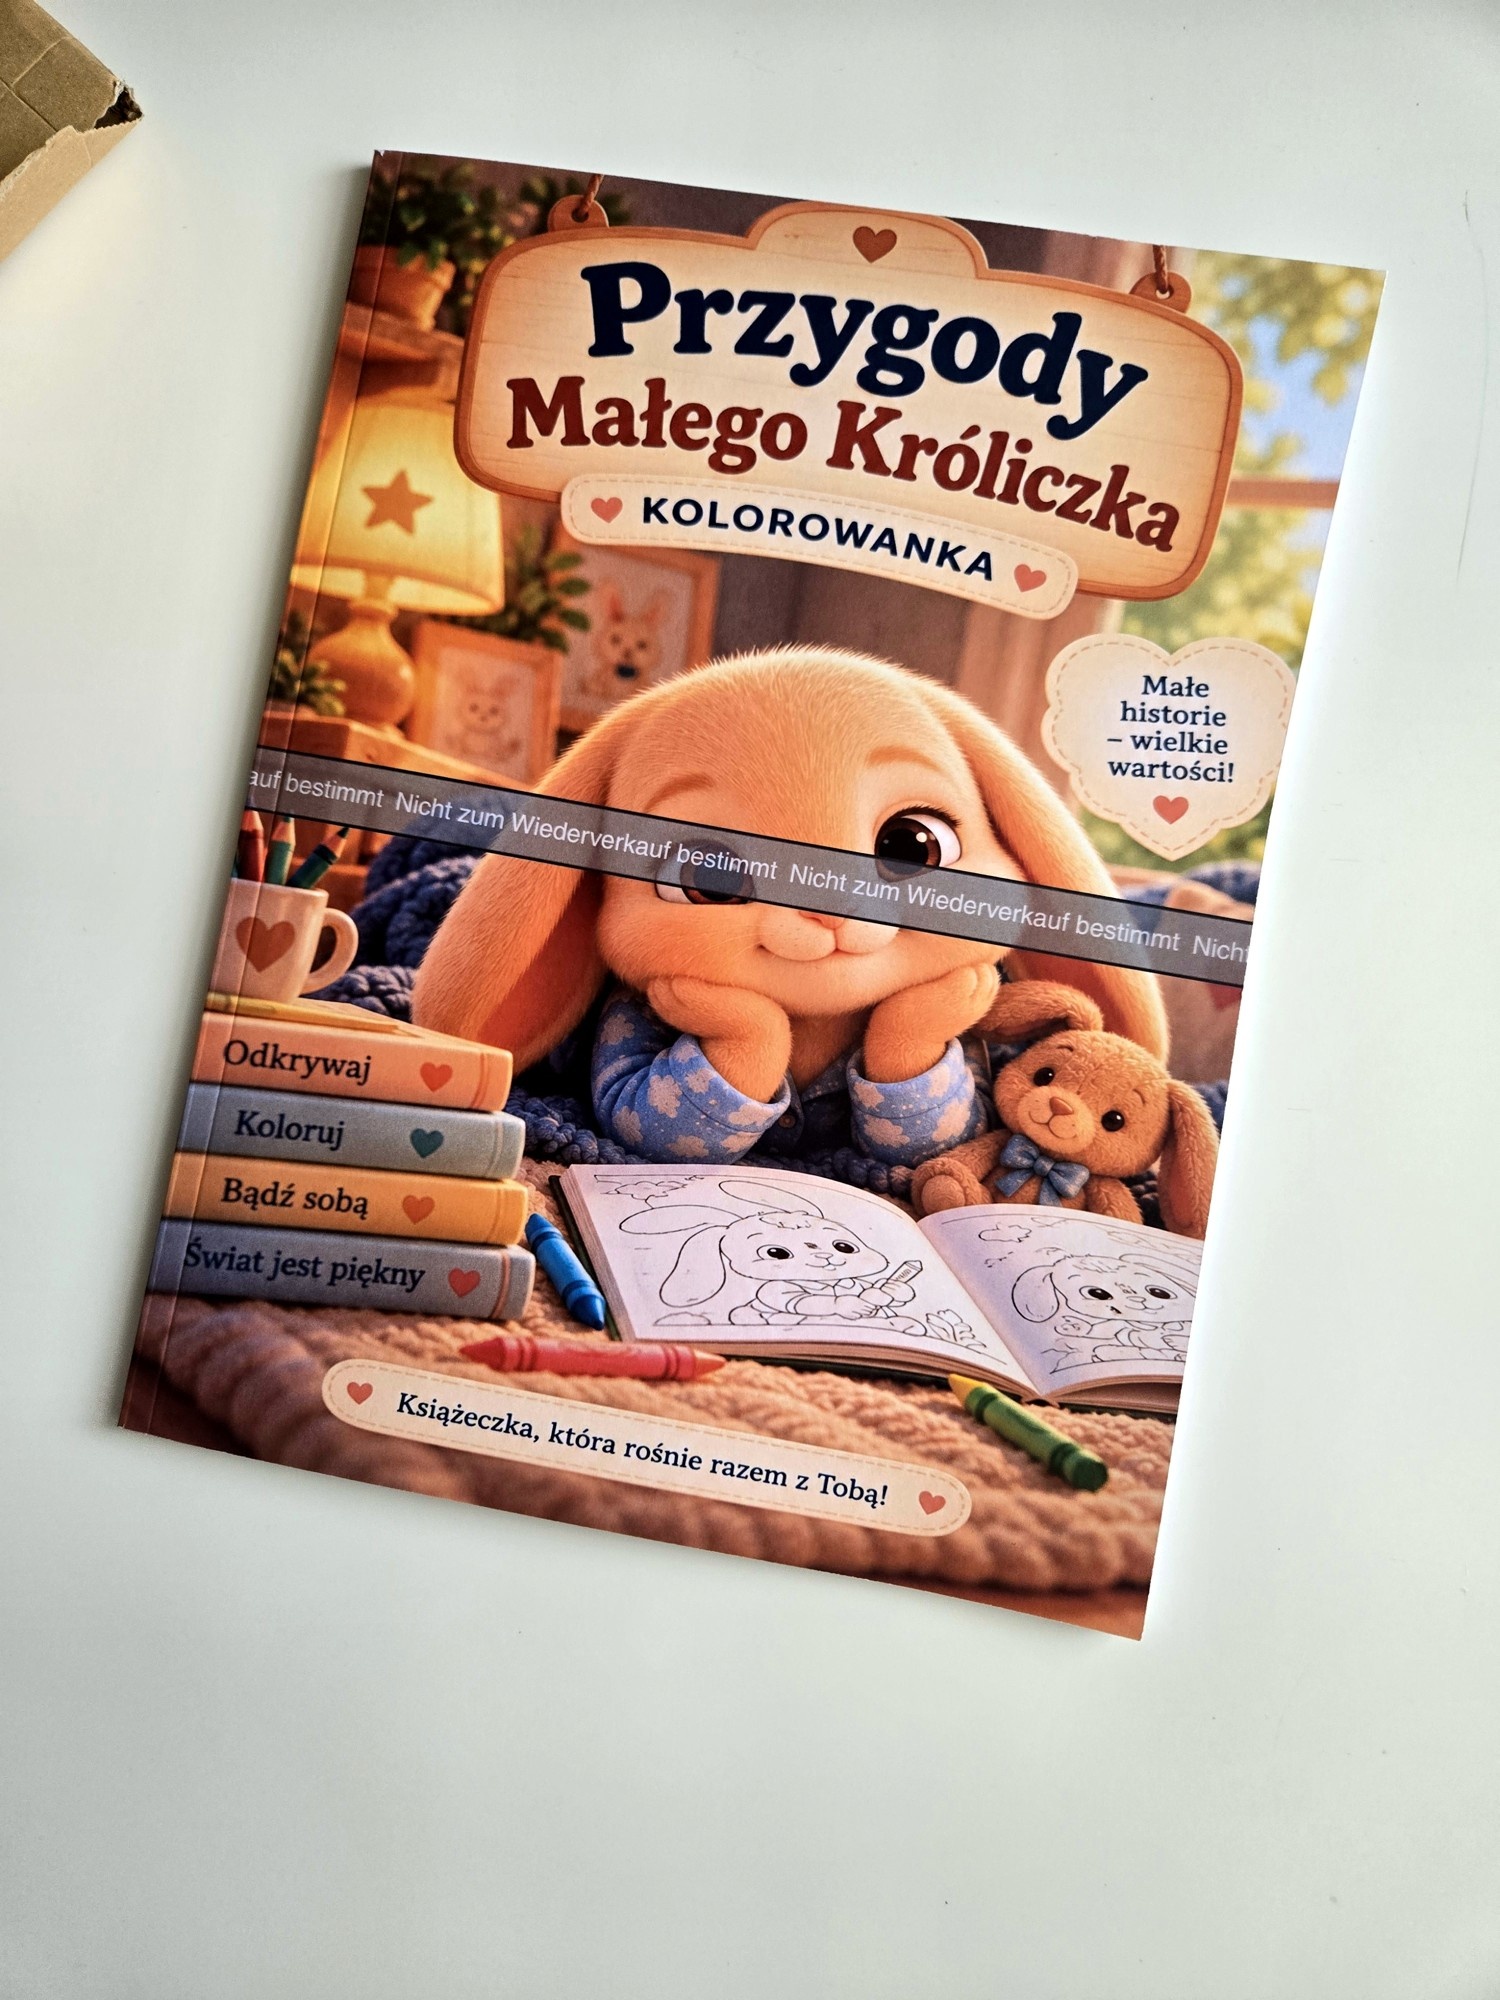 Przygody
Małego Króliczka
KOLOROWANKA
Małe
historie
– wielkie
wartości!
auf bestimmt Nicht zum Wiederverkauf bestimmt Nicht zum Wiederverkauf bestimmt Nicht
Odkrywaj
Koloruj
Bądź sobą
Świat jest piękny
Książeczka, która rośnie razem z Tobą!